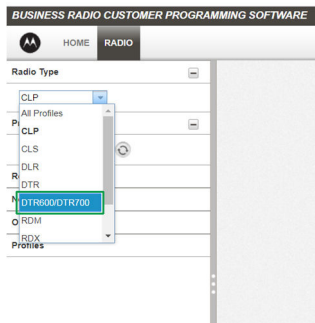 BUSINESS RADIO CUSTOMER PROGRAMMING SOFTWARE
HOME RADIO
Radio Type
CLP
All Profiles
CLP
CLS
DLR
DTR
DTR600/DTR700
RDM
RDX
Profiles